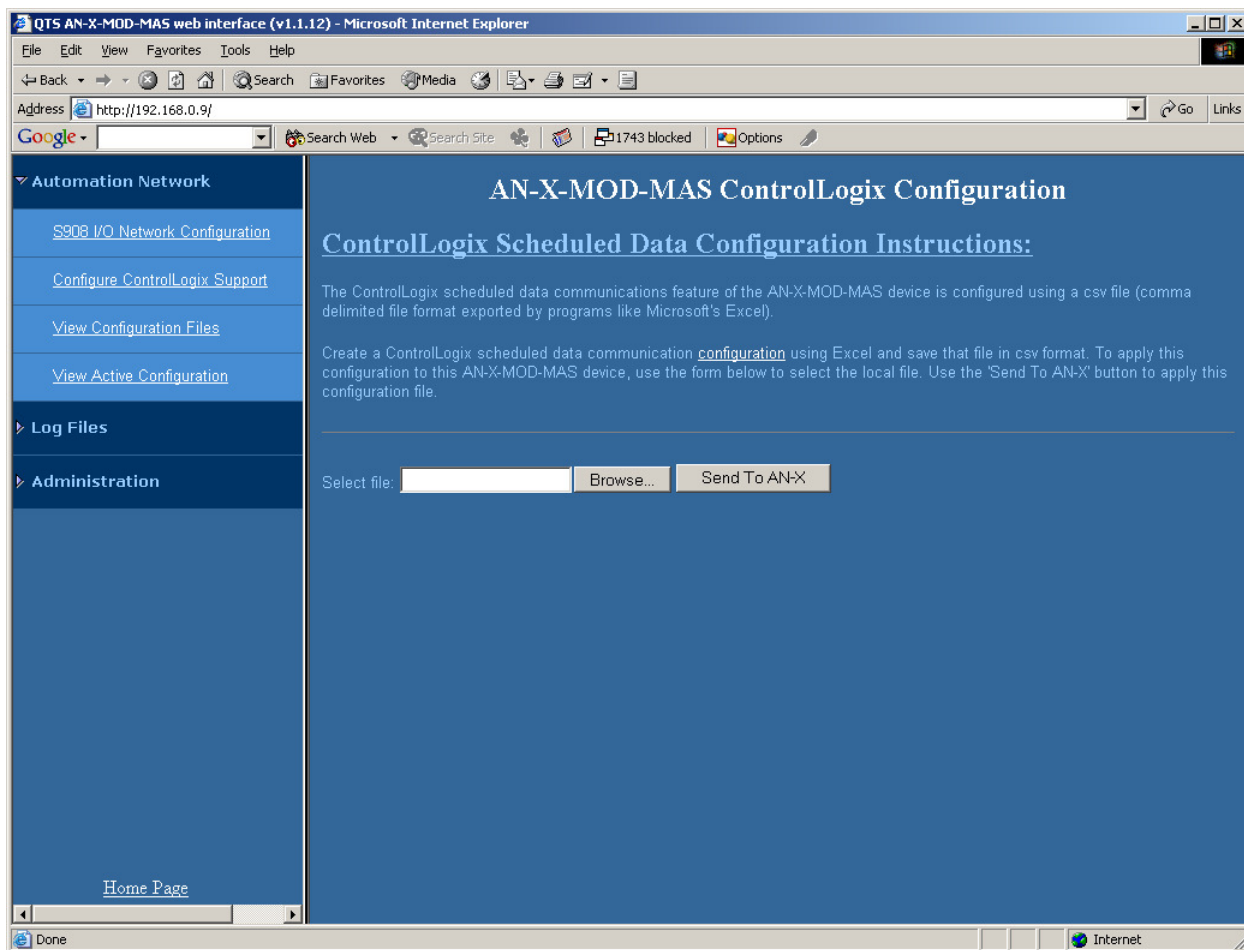 QTS AN-X-MOD-MAS web interface (v1.1.12) - Microsoft Internet Explorer
File Edit View Favorites Tools Help
Back Search Favorites Media
Address http://192.168.0.9/ Go Links
Google Search Web Search Site 1743 blocked Options
Automation Network
S908 I/O Network Configuration
Configure ControlLogix Support
View Configuration Files
View Active Configuration
Log Files
Administration
Home Page
AN-X-MOD-MAS ControlLogix Configuration
ControlLogix Scheduled Data Configuration Instructions:
The ControlLogix scheduled data communications feature of the AN-X-MOD-MAS device is configured using a csv file (comma
delimited file format exported by programs like Microsoft's Excel).
Create a ControlLogix scheduled data communication configuration using Excel and save that file in csv format. To apply this
configuration to this AN-X-MOD-MAS device, use the form below to select the local file. Use the 'Send To AN-X' button to apply this
configuration file.
Select file: Browse... Send To AN-X
Done Internet